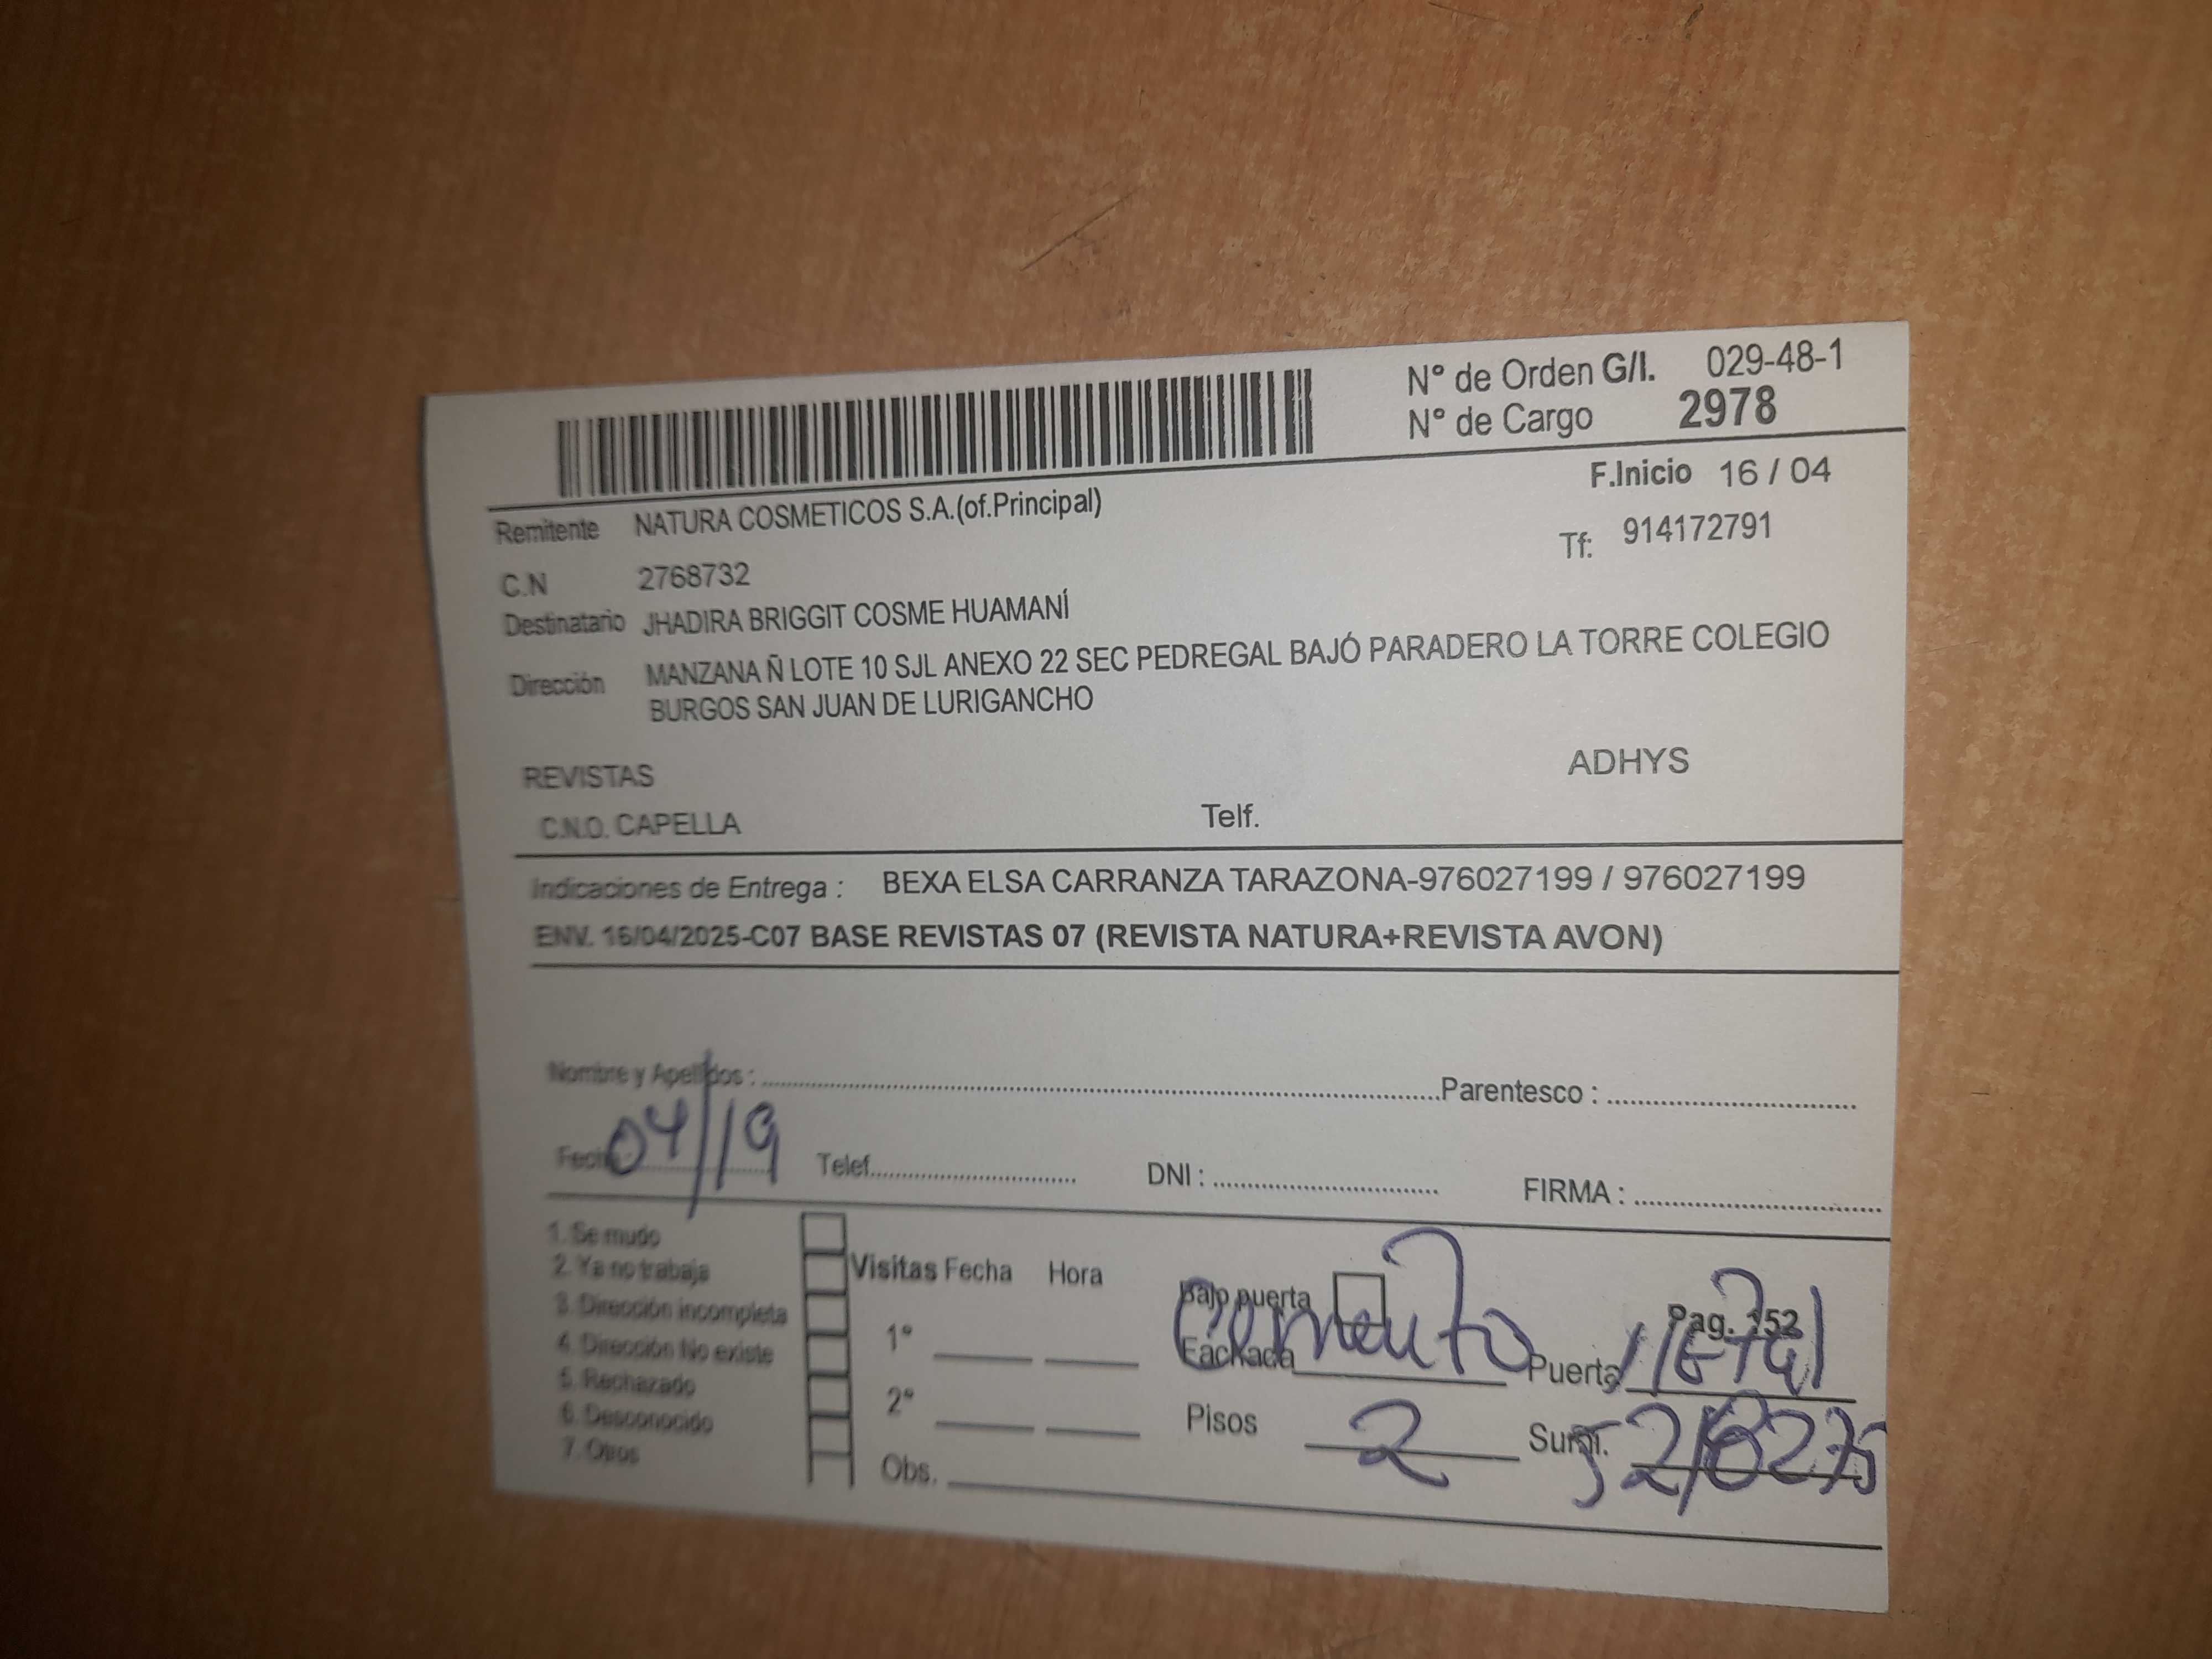 N° de Orden G/I. 029-48-1
N° de Cargo 2978
F.Inicio 16 / 04
Remitente NATURA COSMETICOS S.A.(of.Principal)
Tf: 914172791
C.N 2768732
Destinatario JHADIRA BRIGGIT COSME HUAMANÍ
Dirección MANZANA Ñ LOTE 10 SJL ANEXO 22 SEC PEDREGAL BAJÓ PARADERO LA TORRE COLEGIO
BURGOS SAN JUAN DE LURIGANCHO
REVISTAS ADHYS
C.N.O. CAPELLA Telf.
Indicaciones de Entrega : BEXA ELSA CARRANZA TARAZONA-976027199 / 976027199
ENV. 16/04/2025-C07 BASE REVISTAS 07 (REVISTA NATURA+REVISTA AVON)
Nombre y Apellidos : Parentesco :
Fecha 04/19 Telef. DNI : FIRMA :
1. Se mudo
2. Ya no trabaja
3. Dirección incompleta
4. Dirección No existe
5. Rechazado
6. Desconocido
7. Otros
Visitas Fecha Hora
1°
2°
Obs.
Bajo puerta Pag. 152
Fachada Cemento Puerta Metal
Pisos 2 Sumi.